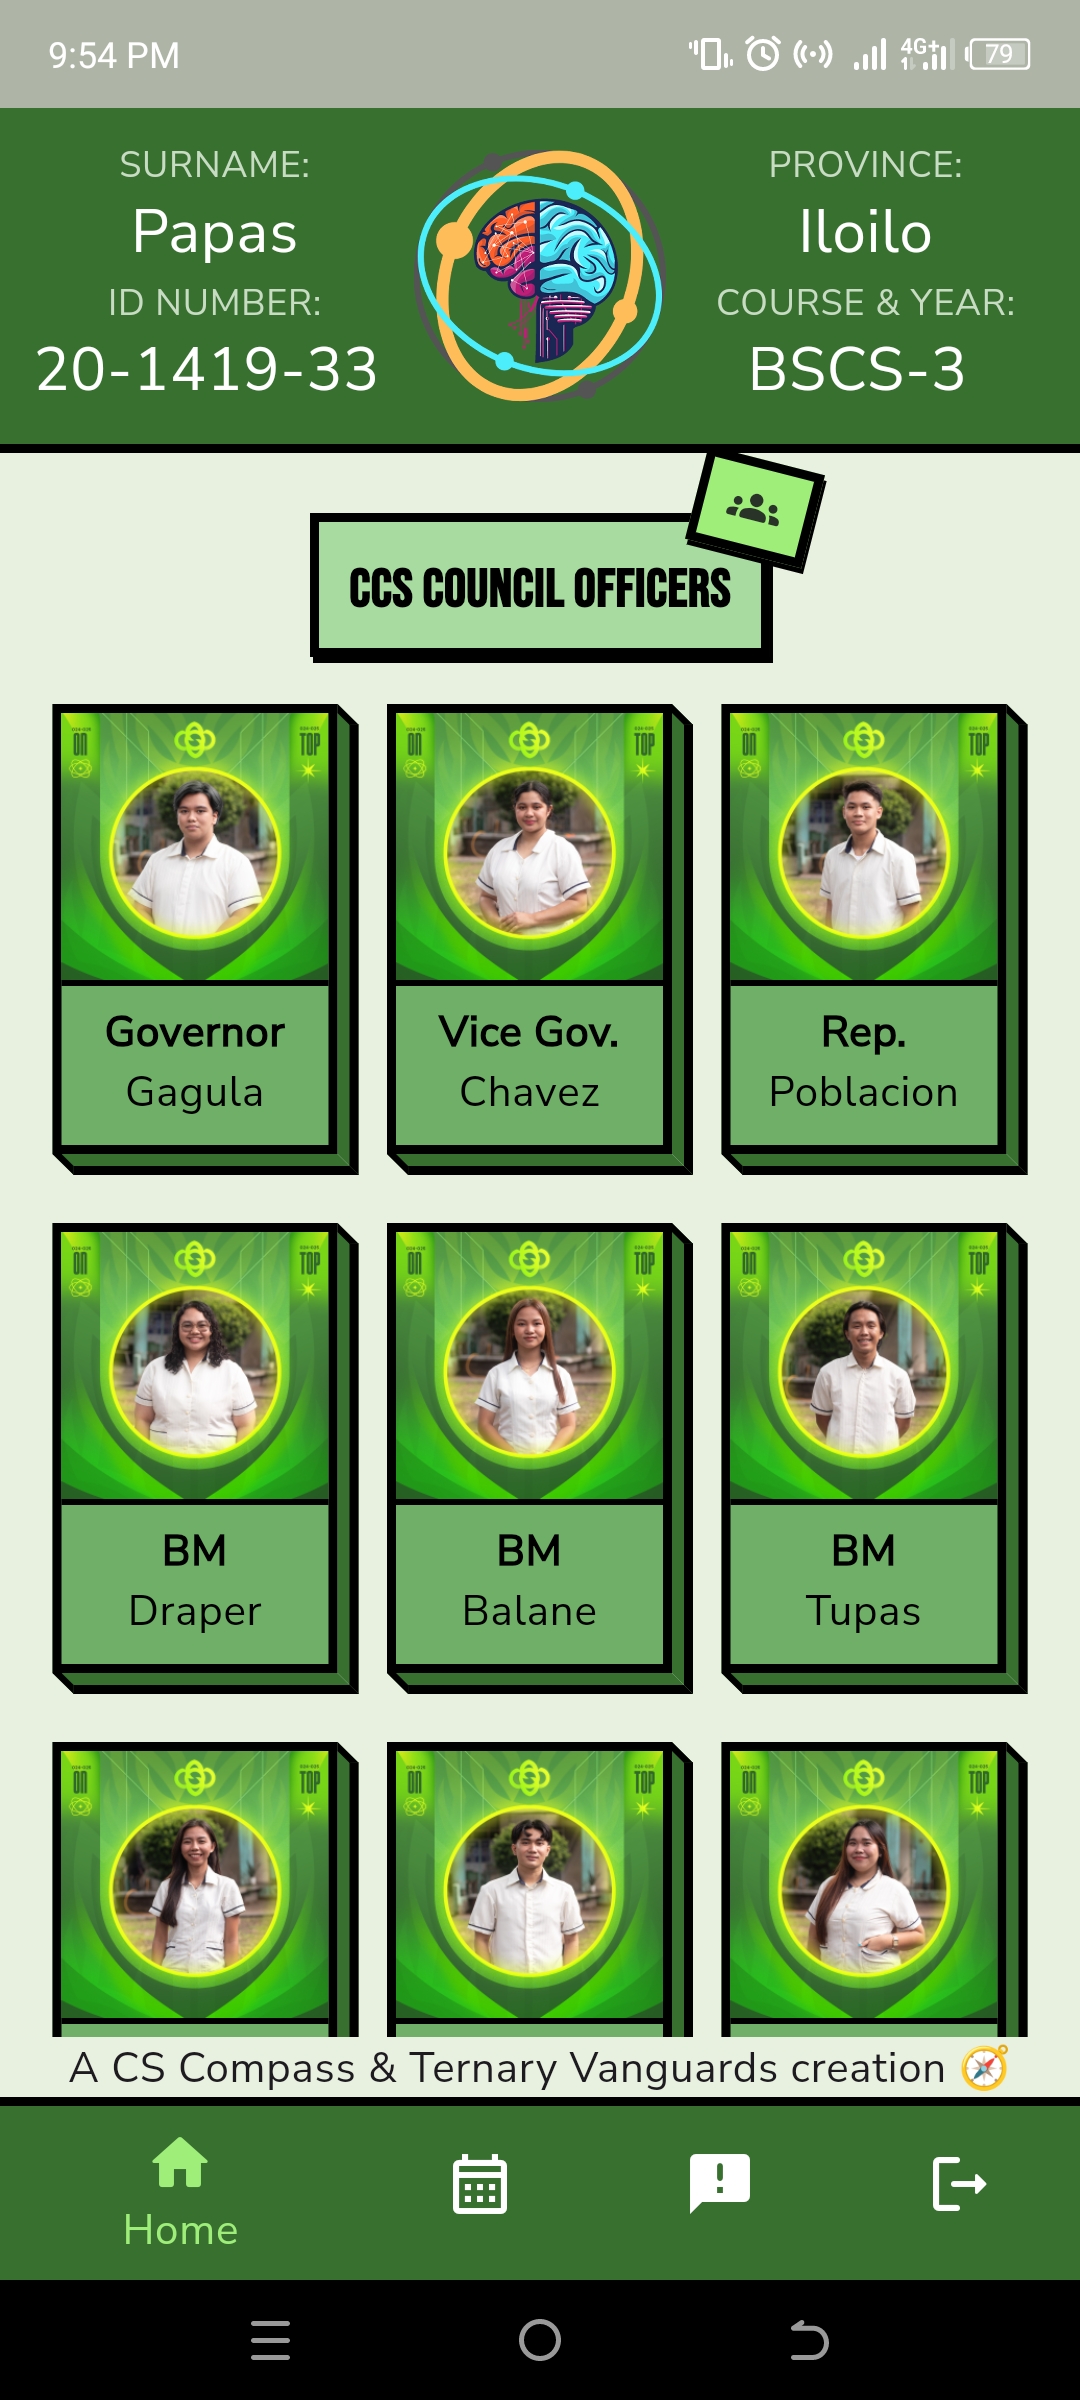 9:54 PM
4G+
79
SURNAME:
Papas
ID NUMBER:
20-1419-33
PROVINCE:
Iloilo
COURSE & YEAR:
BSCS-3
CCS COUNCIL OFFICERS
ON
TOP
Governor
Gagula
ON
TOP
Vice Gov.
Chavez
ON
TOP
Rep.
Poblacion
ON
TOP
BM
Draper
ON
TOP
BM
Balane
ON
TOP
BM
Tupas
ON
TOP
ON
TOP
ON
TOP
A CS Compass & Ternary Vanguards creation 🧭
Home